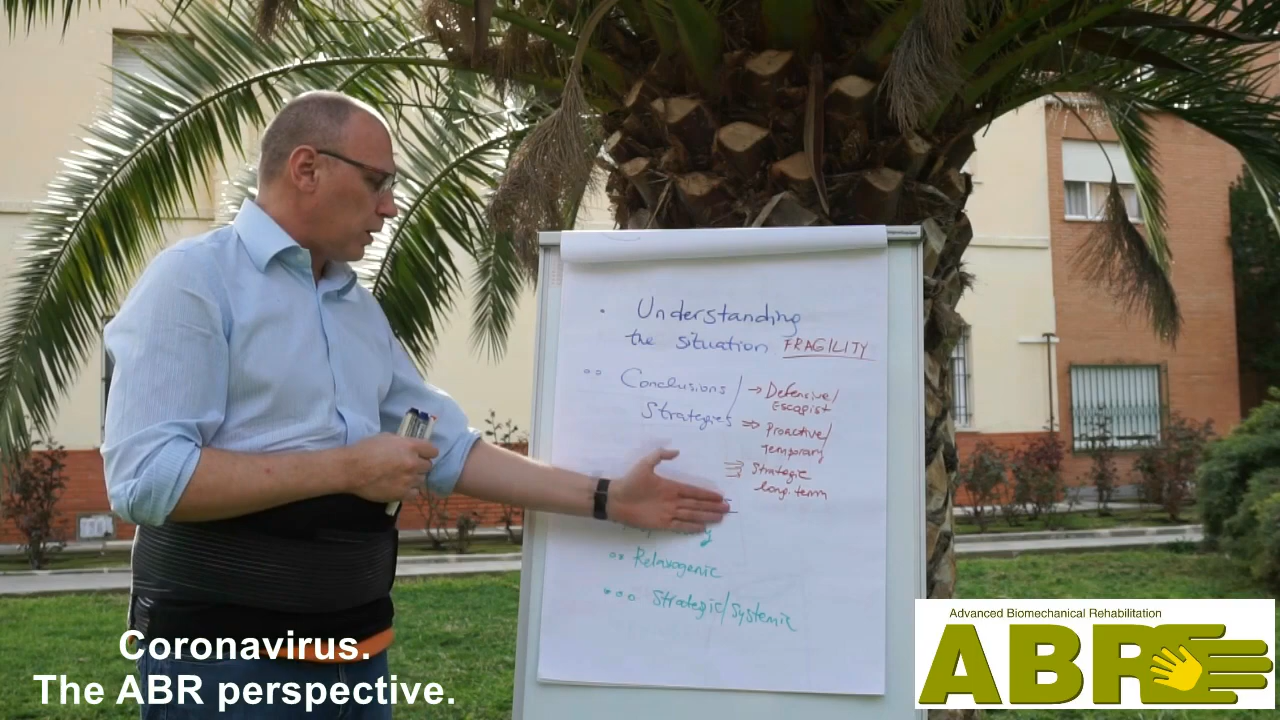 • Understanding
the situation FRAGILITY
•• Conclusions/
Strategies
→ Defensive/
Escapist
⇒ Proactive/
Temporary
Strategic
long-term
•• Relaxogenic
••• Strategic/Systemic
Coronavirus.
The ABR perspective.
Advanced Biomechanical Rehabilitation
ABR